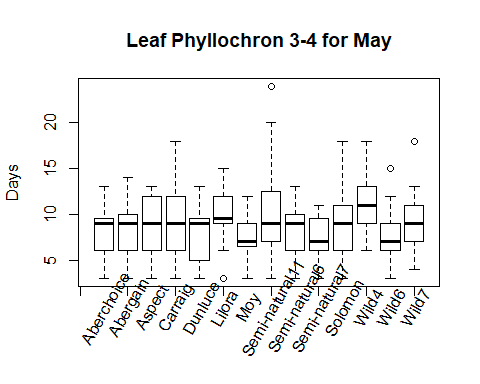 Leaf Phyllochron 3-4 for May
Days
20
15
10
5
Aberchoice
Abergain
Aspect
Carraig
Dunluce
Lilora
Moy
Semi-natural11
Semi-natural6
Semi-natural7
Solomon
Wild4
Wild6
Wild7